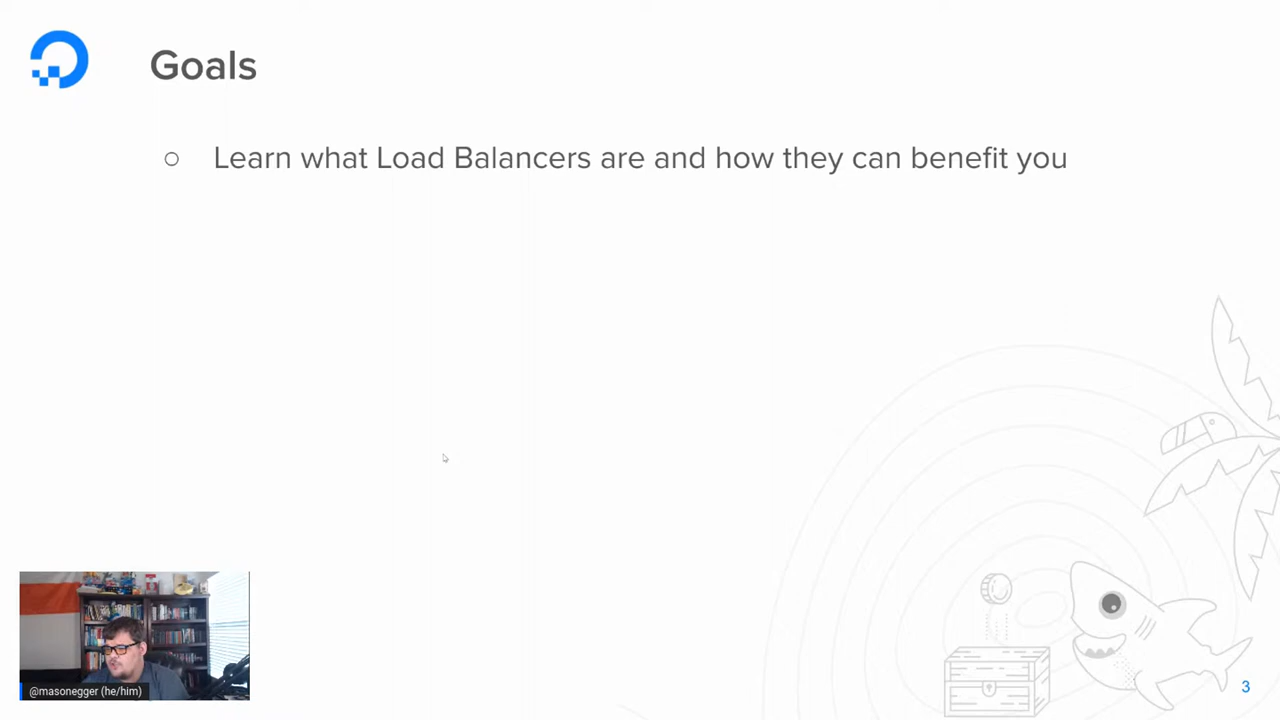 Goals
○ Learn what Load Balancers are and how they can benefit you
@masonegger (he/him)
3